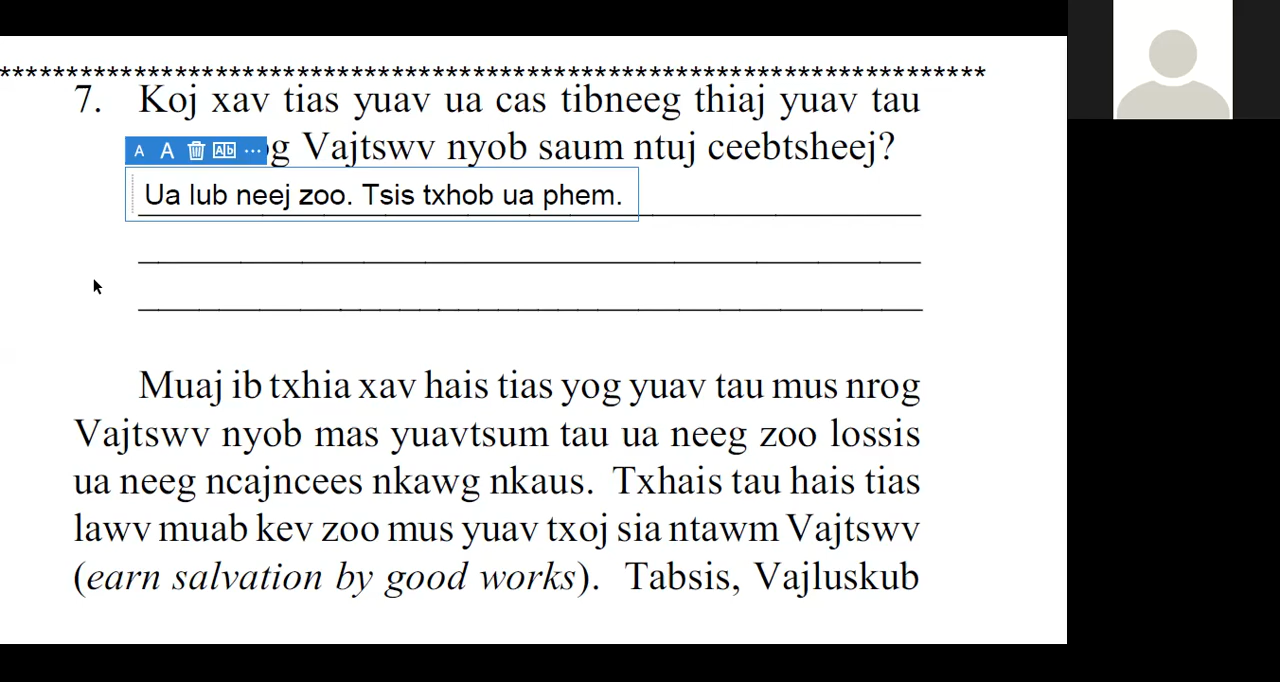 *************************************************************************
7. Koj xav tias yuav ua cas tibneeg thiaj yuav tau
g Vajtswv nyob saum ntuj ceebtsheej?
A A Ab ...
Ua lub neej zoo. Tsis txhob ua phem.
Muaj ib txhia xav hais tias yog yuav tau mus nrog
Vajtswv nyob mas yuavtsum tau ua neeg zoo lossis
ua neeg ncajncees nkawg nkaus. Txhais tau hais tias
lawv muab kev zoo mus yuav txoj sia ntawm Vajtswv
(earn salvation by good works). Tabsis, Vajluskub